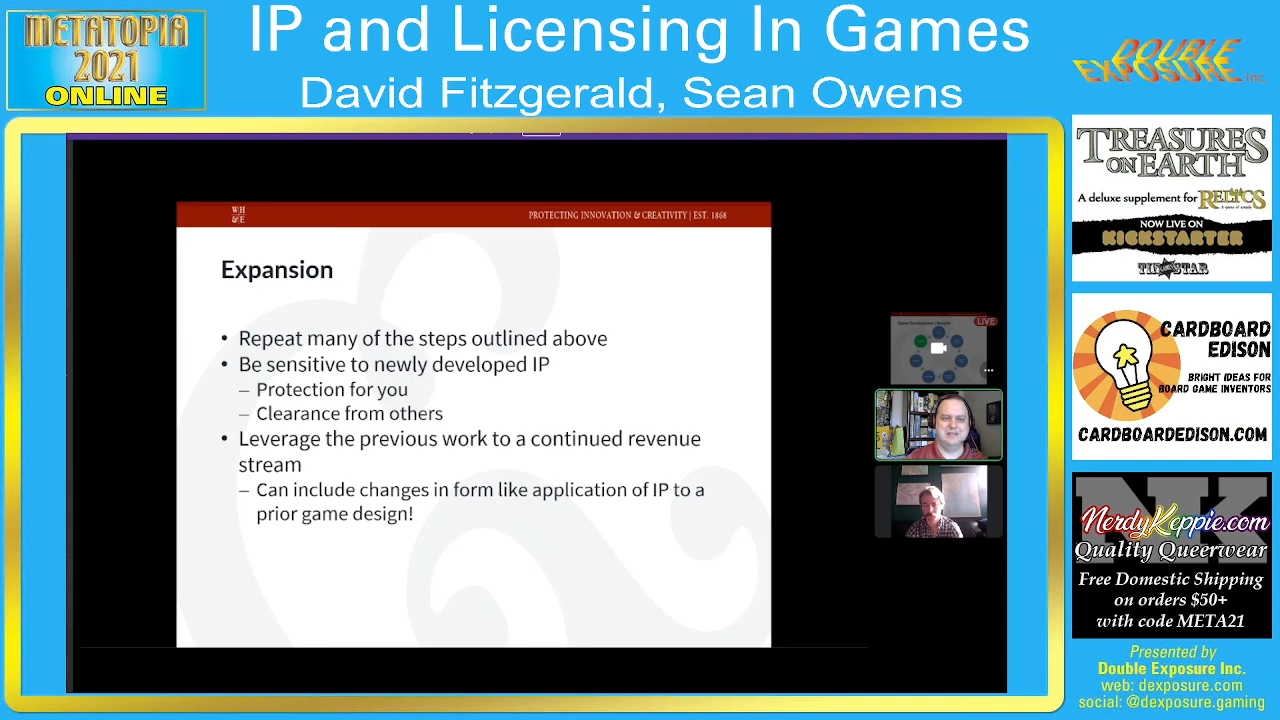 METATOPIA
2021
ONLINE
IP and Licensing In Games
David Fitzgerald, Sean Owens
DOUBLE
EXPOSURE Inc.
WH
&E
PROTECTING INNOVATION & CREATIVITY | EST. 1868
Expansion
• Repeat many of the steps outlined above
• Be sensitive to newly developed IP
– Protection for you
– Clearance from others
• Leverage the previous work to a continued revenue
stream
– Can include changes in form like application of IP to a
prior game design!
LIVE
TREASURES
ON EARTH
A deluxe supplement for RELICS
NOW LIVE ON
KICKSTARTER
TIN STAR
CARDBOARD
EDISON
BRIGHT IDEAS FOR
BOARD GAME INVENTORS
CARDBOARDEDISON.COM
NerdyKeppie.com
Quality Queerwear
Free Domestic Shipping
on orders $50+
with code META21
Presented by
Double Exposure Inc.
web: dexposure.com
social: @dexposure.gaming